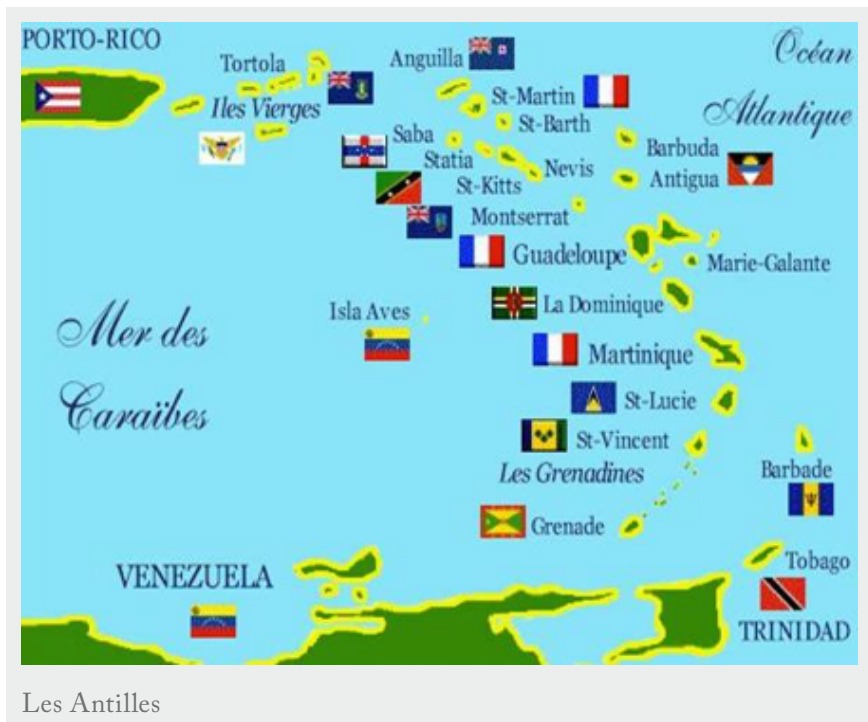 PORTO-RICO
Tortola
Anguilla
Océan
Atlantique
Iles Vierges
St-Martin
St-Barth
Saba
Statia
St-Kitts
Nevis
Barbuda
Antigua
Montserrat
Guadeloupe
Marie-Galante
Isla Aves
La Dominique
Mer des
Caraïbes
Martinique
St-Lucie
St-Vincent
Les Grenadines
Barbade
Grenade
Tobago
VENEZUELA
TRINIDAD
Les Antilles